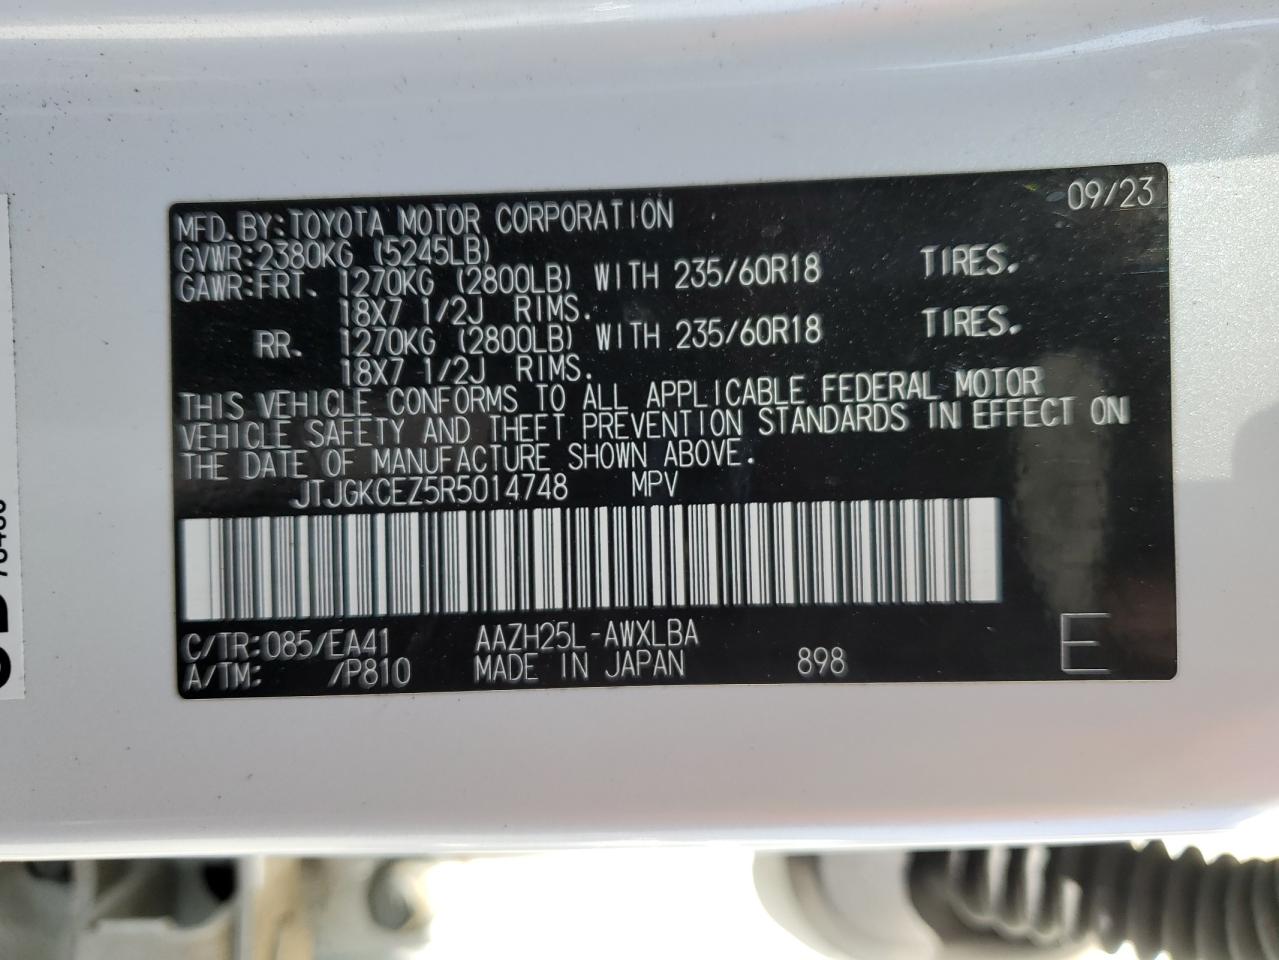 MFD.BY:TOYOTA MOTOR CORPORATION 09/23
GVWR:2380KG (5245LB)
GAWR:FRT. 1270KG (2800LB) WITH 235/60R18 TIRES.
18X7 1/2J RIMS.
RR. 1270KG (2800LB) WITH 235/60R18 TIRES.
18X7 1/2J RIMS.
THIS VEHICLE CONFORMS TO ALL APPLICABLE FEDERAL MOTOR
VEHICLE SAFETY AND THEFT PREVENTION STANDARDS IN EFFECT ON
THE DATE OF MANUFACTURE SHOWN ABOVE.
JTJGKCEZ5R5014748 MPV
C/TR:085/EA41 AAZH25L-AWXLBA
A/TM: /P810 MADE IN JAPAN 898 E